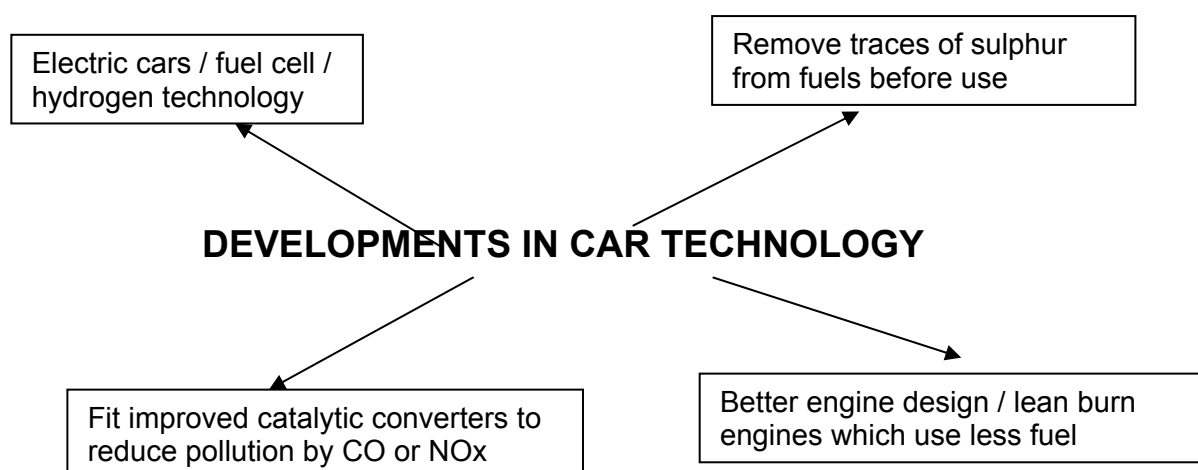 Electric cars / fuel cell /
hydrogen technology
Remove traces of sulphur
from fuels before use
DEVELOPMENTS IN CAR TECHNOLOGY
Fit improved catalytic converters to
reduce pollution by CO or NOx
Better engine design / lean burn
engines which use less fuel